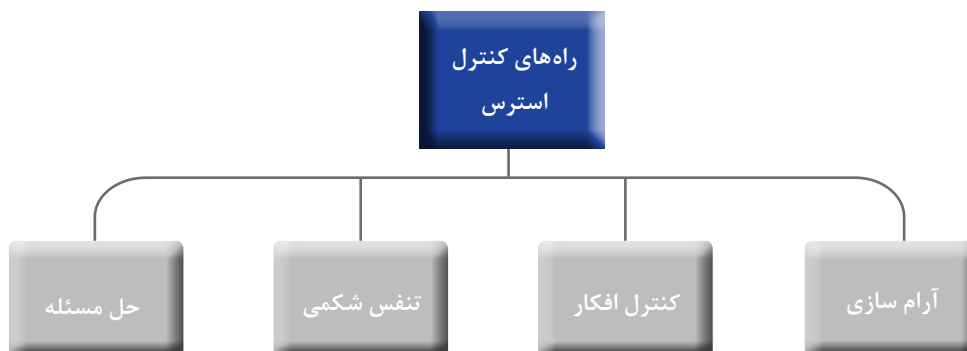 راه‌های کنترل
استرس
آرام سازی
کنترل افکار
تنفس شکمی
حل مسئله